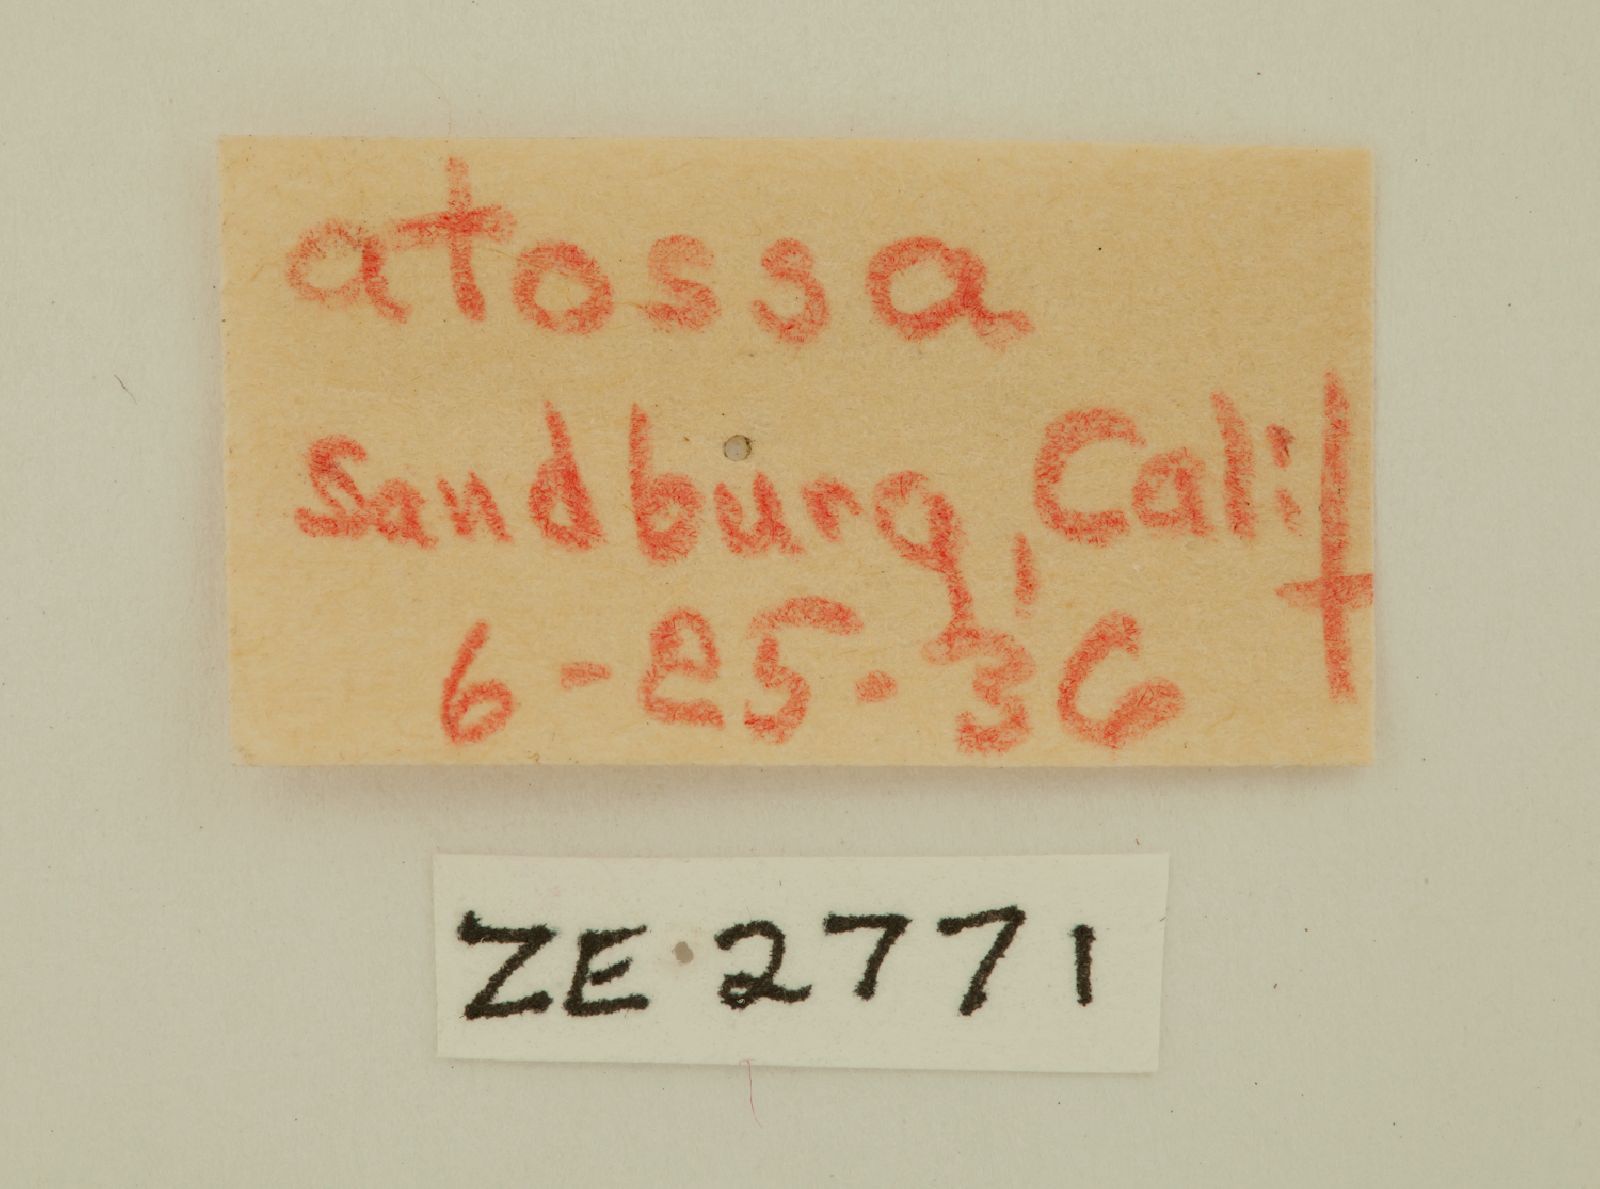 atossa
Sandburg, Calif
6-25-36
ZE 2771